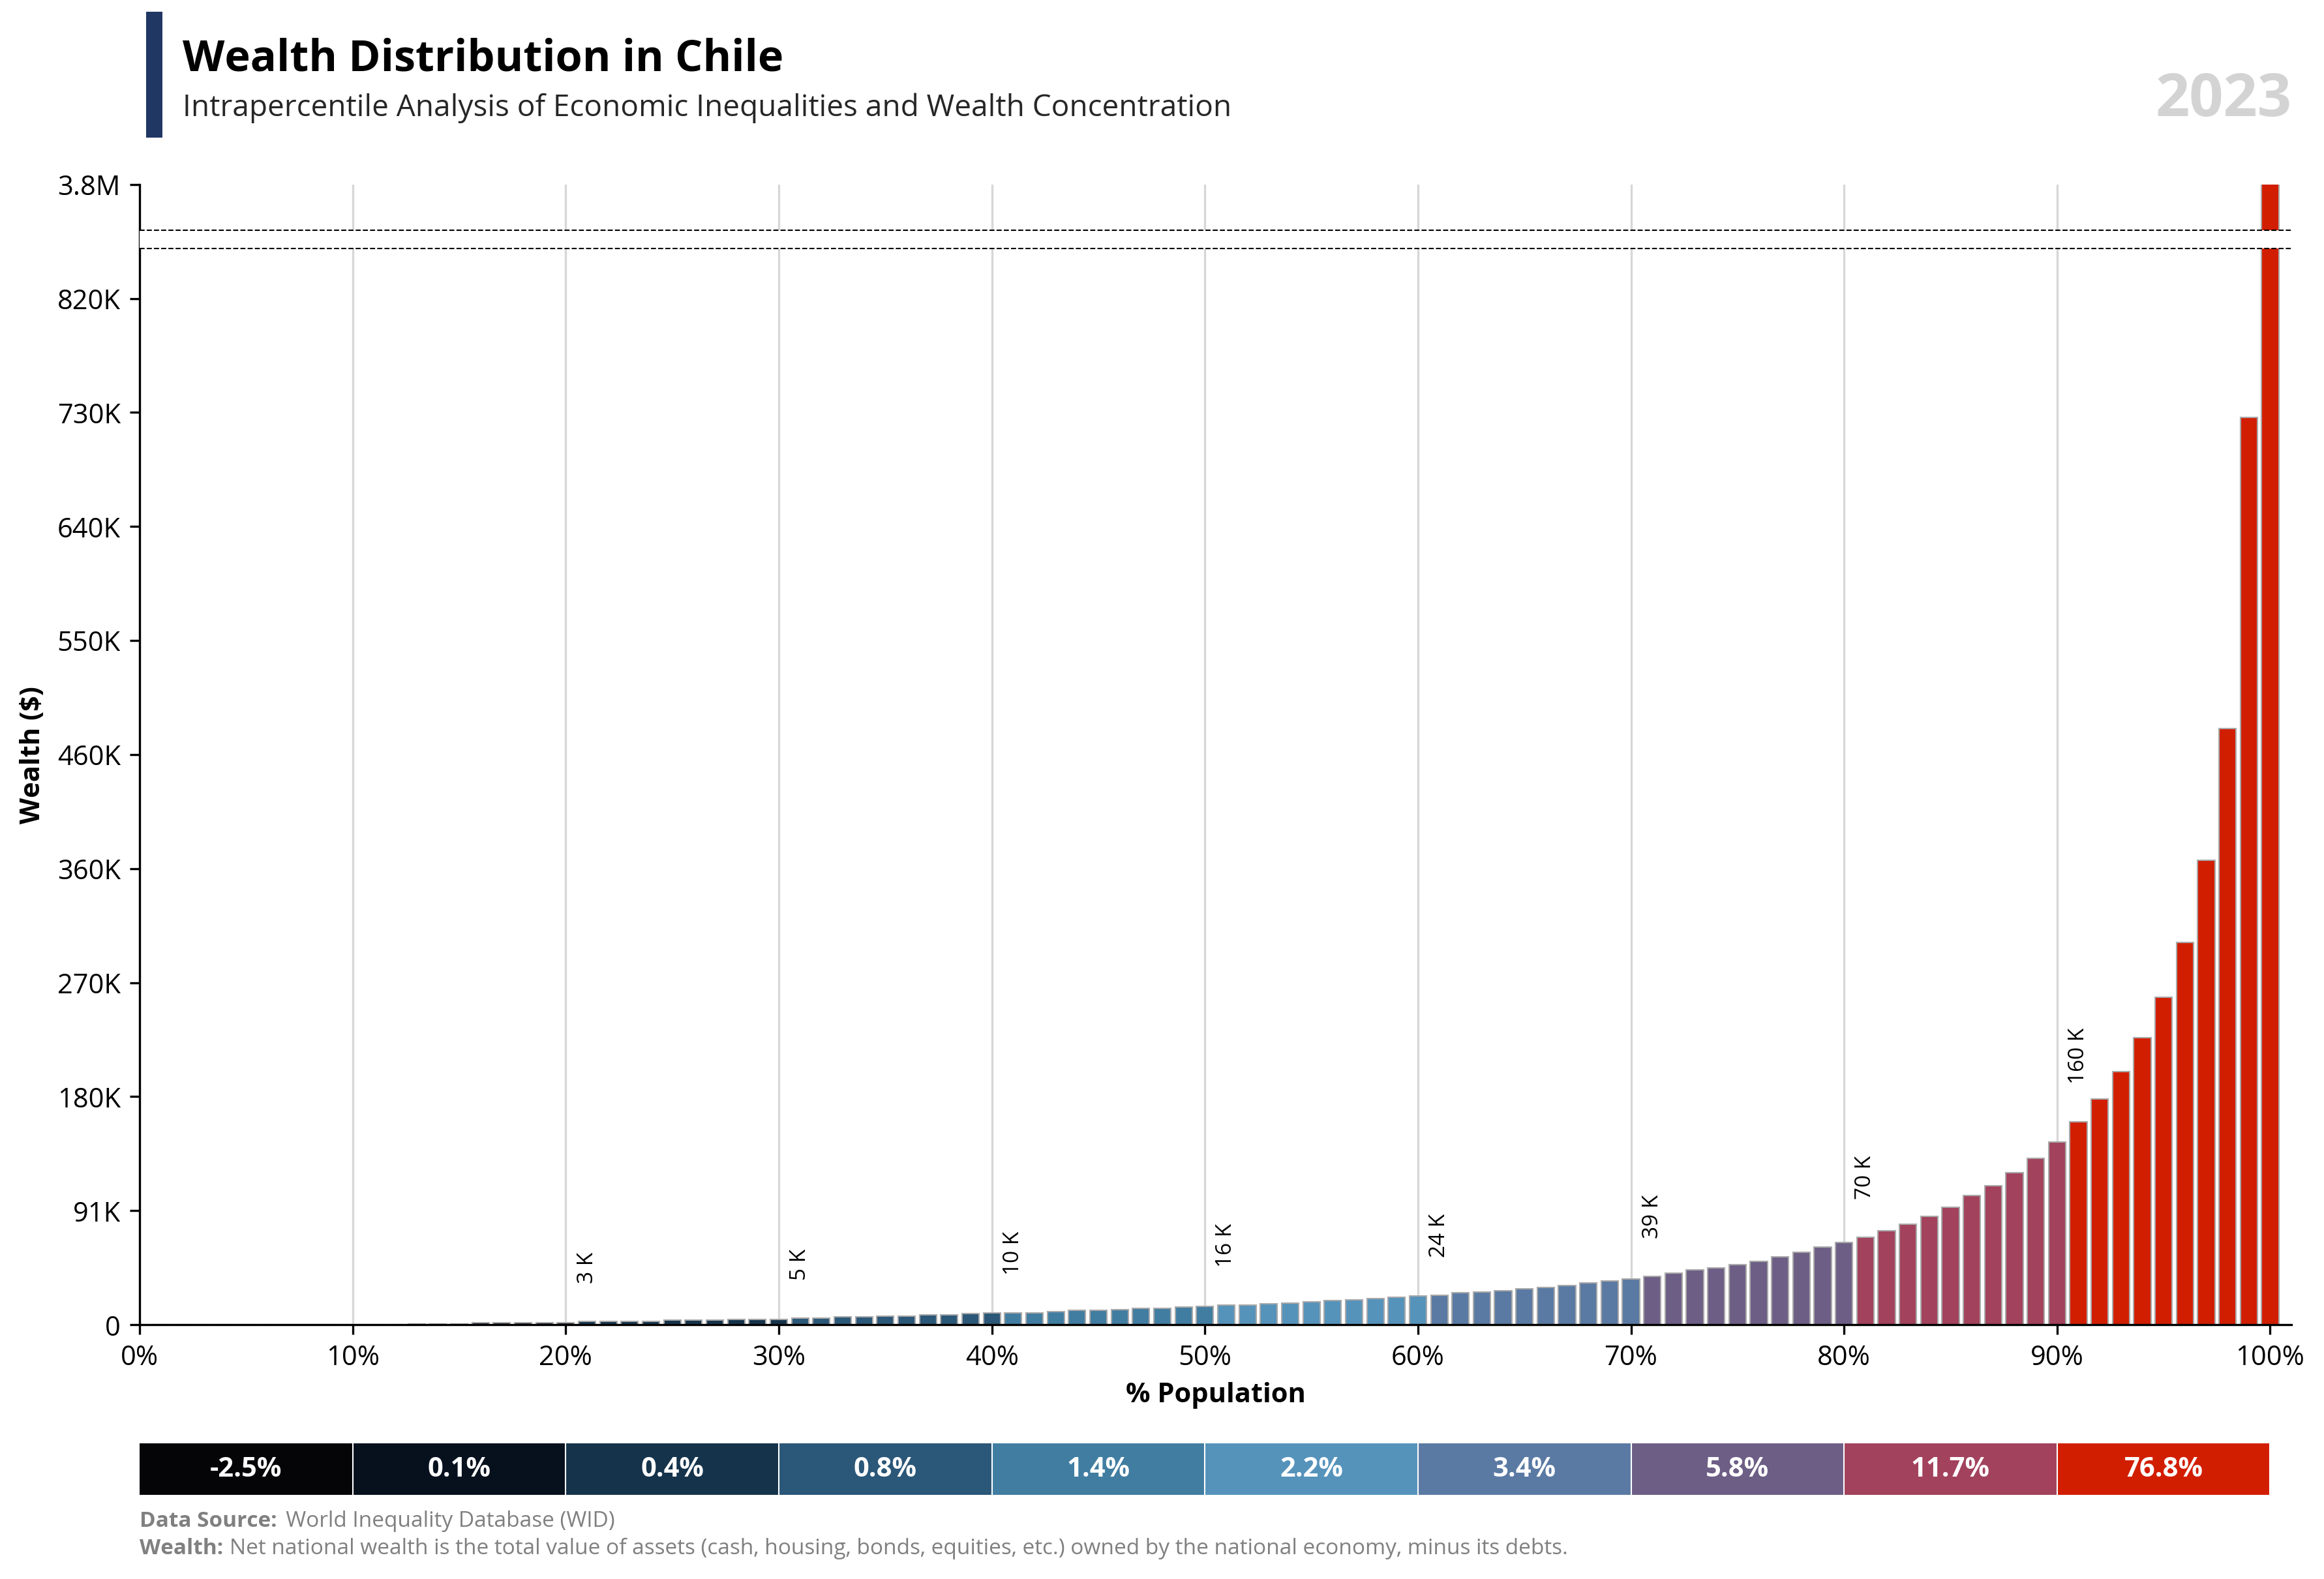 Wealth Distribution in Chile
Intrapercentile Analysis of Economic Inequalities and Wealth Concentration
2023
3.8M
820K
730K
640K
550K
460K
360K
270K
180K
91K
0
Wealth ($)
3 K
5 K
10 K
16 K
24 K
39 K
70 K
160 K
0% 10% 20% 30% 40% 50% 60% 70% 80% 90% 100%
% Population
-2.5% 0.1% 0.4% 0.8% 1.4% 2.2% 3.4% 5.8% 11.7% 76.8%
Data Source: World Inequality Database (WID)
Wealth: Net national wealth is the total value of assets (cash, housing, bonds, equities, etc.) owned by the national economy, minus its debts.